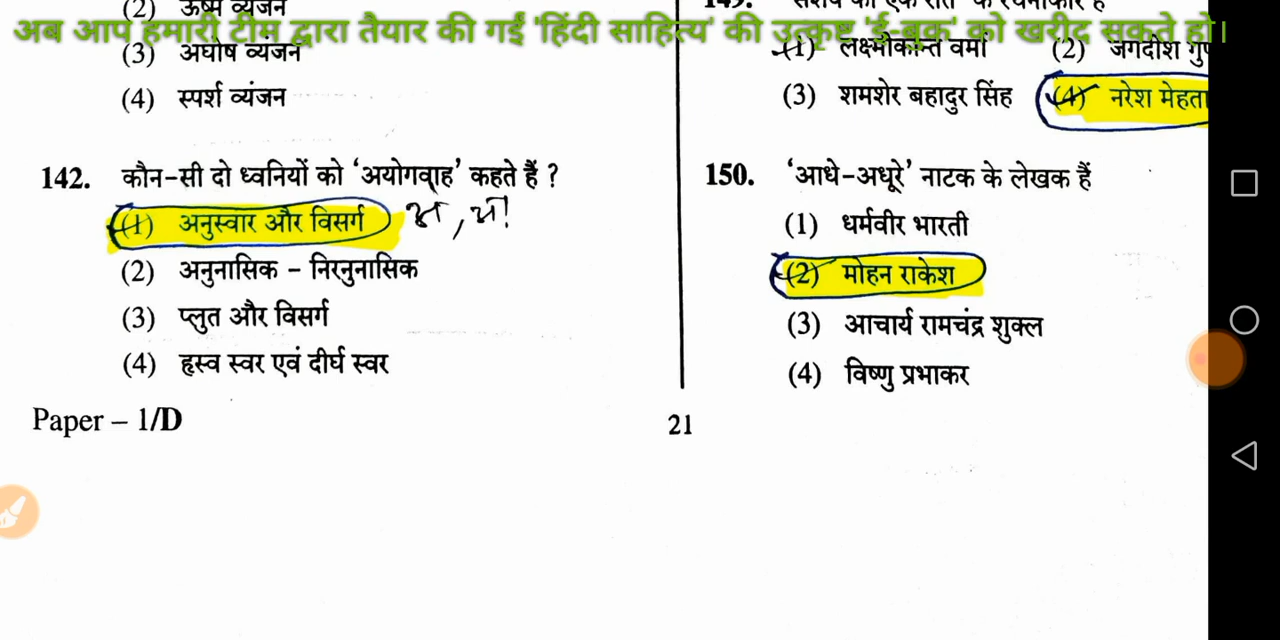 अब आप हमारी टीम द्वारा तैयार की गई 'हिंदी साहित्य' की उत्कृष्ट 'ई-बुक' को खरीद सकते हो।
(2) ऊष्म व्यंजन
(3) अघोष व्यंजन
(4) स्पर्श व्यंजन
142. कौन-सी दो ध्वनियों को ‘अयोगवाह’ कहते हैं ?
(1) अनुस्वार और विसर्ग
(2) अनुनासिक – निरनुनासिक
(3) प्लुत और विसर्ग
(4) हृस्व स्वर एवं दीर्घ स्वर
Paper – 1/D
149.
(1) लक्ष्मीकान्त वर्मा (2) जगदीश
(3) शमशेर बहादुर सिंह (4) नरेश मेहता
150. ‘आधे-अधूरे’ नाटक के लेखक हैं
(1) धर्मवीर भारती
(2) मोहन राकेश
(3) आचार्य रामचंद्र शुक्ल
(4) विष्णु प्रभाकर
21